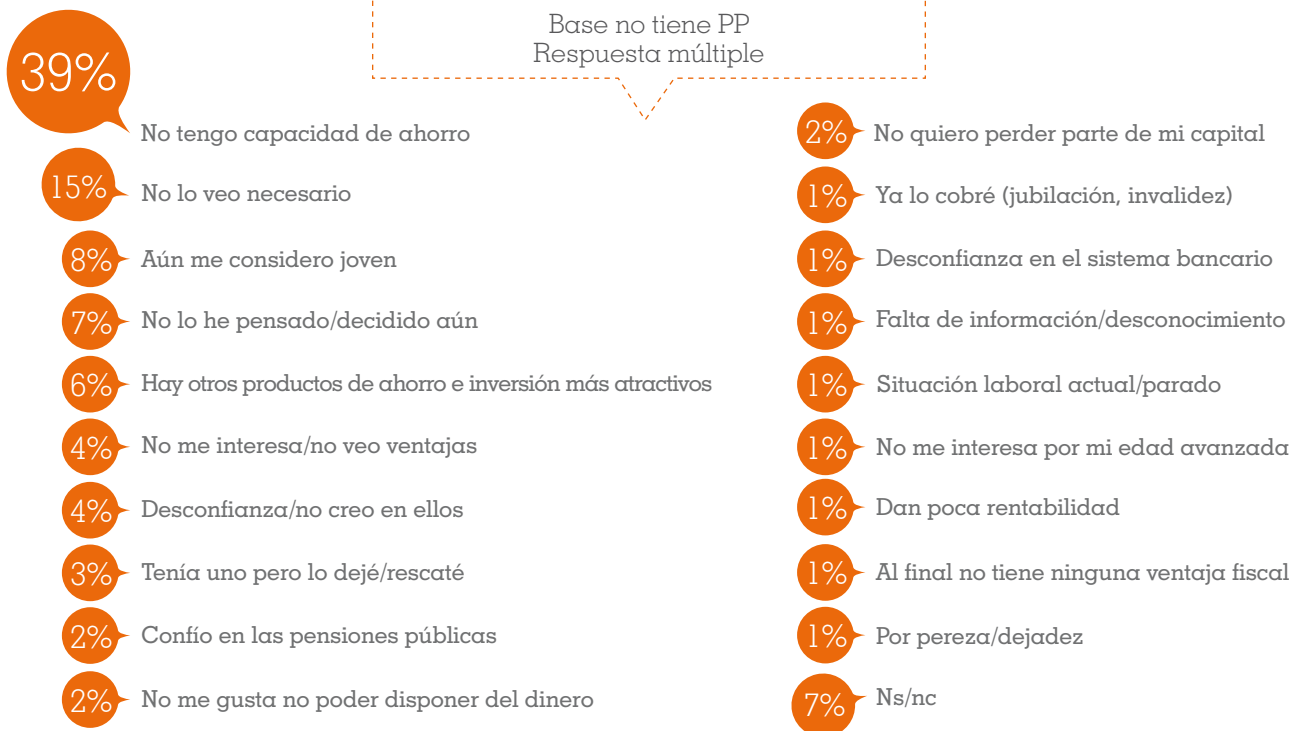 Base no tiene PP
Respuesta múltiple
39%
No tengo capacidad de ahorro
15%
No lo veo necesario
8%
Aún me considero joven
7%
No lo he pensado/decidido aún
6%
Hay otros productos de ahorro e inversión más atractivos
4%
No me interesa/no veo ventajas
4%
Desconfianza/no creo en ellos
3%
Tenía uno pero lo dejé/rescaté
2%
Confío en las pensiones públicas
2%
No me gusta no poder disponer del dinero
2%
No quiero perder parte de mi capital
1%
Ya lo cobré (jubilación, invalidez)
1%
Desconfianza en el sistema bancario
1%
Falta de información/desconocimiento
1%
Situación laboral actual/parado
1%
No me interesa por mi edad avanzada
1%
Dan poca rentabilidad
1%
Al final no tiene ninguna ventaja fiscal
1%
Por pereza/dejadez
7%
Ns/nc